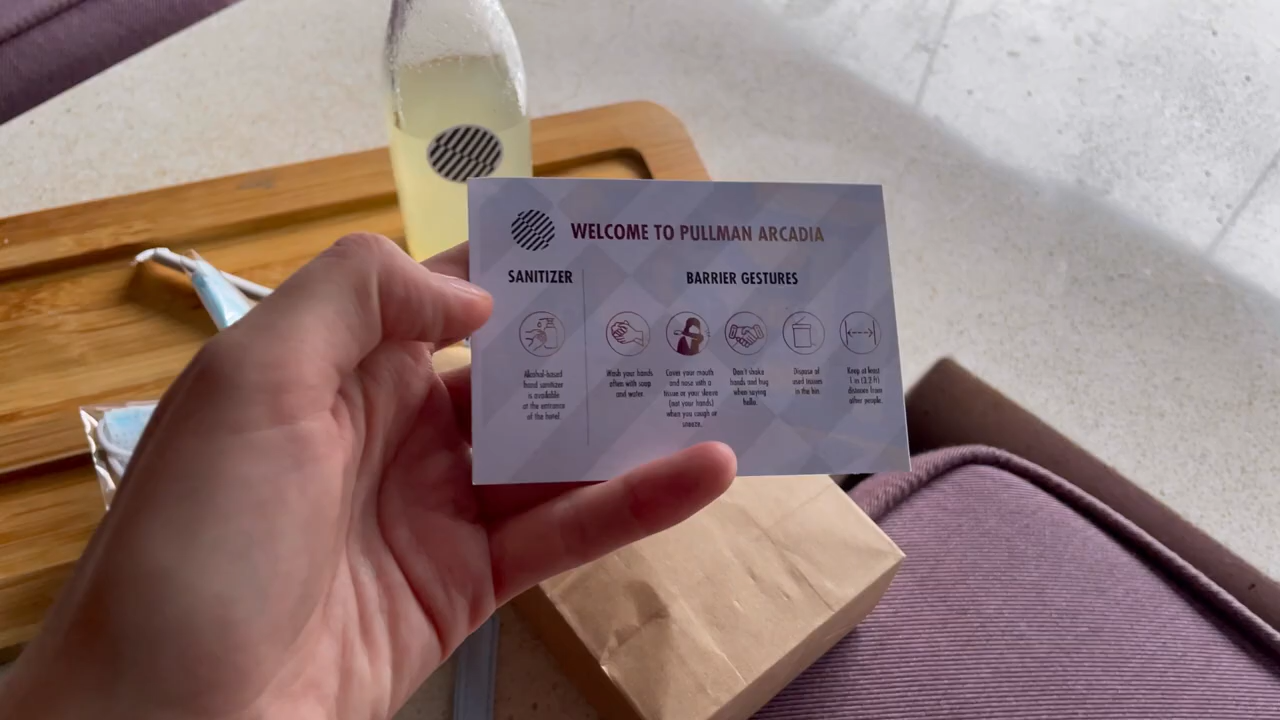 WELCOME TO PULLMAN ARCADIA
SANITIZER
BARRIER GESTURES
Alcohol-based
hand sanitizer
is available
at the entrance
of the hotel.
Wash your hands
often with soap
and water.
Cover your mouth
and nose with a
tissue or your sleeve
(not your hands)
when you cough or
sneeze.
Don't shake
hands and hug
when saying
hello.
Dispose of
used tissues
in the bin.
Keep at least
1 m (3.2 ft)
distance from
other people.